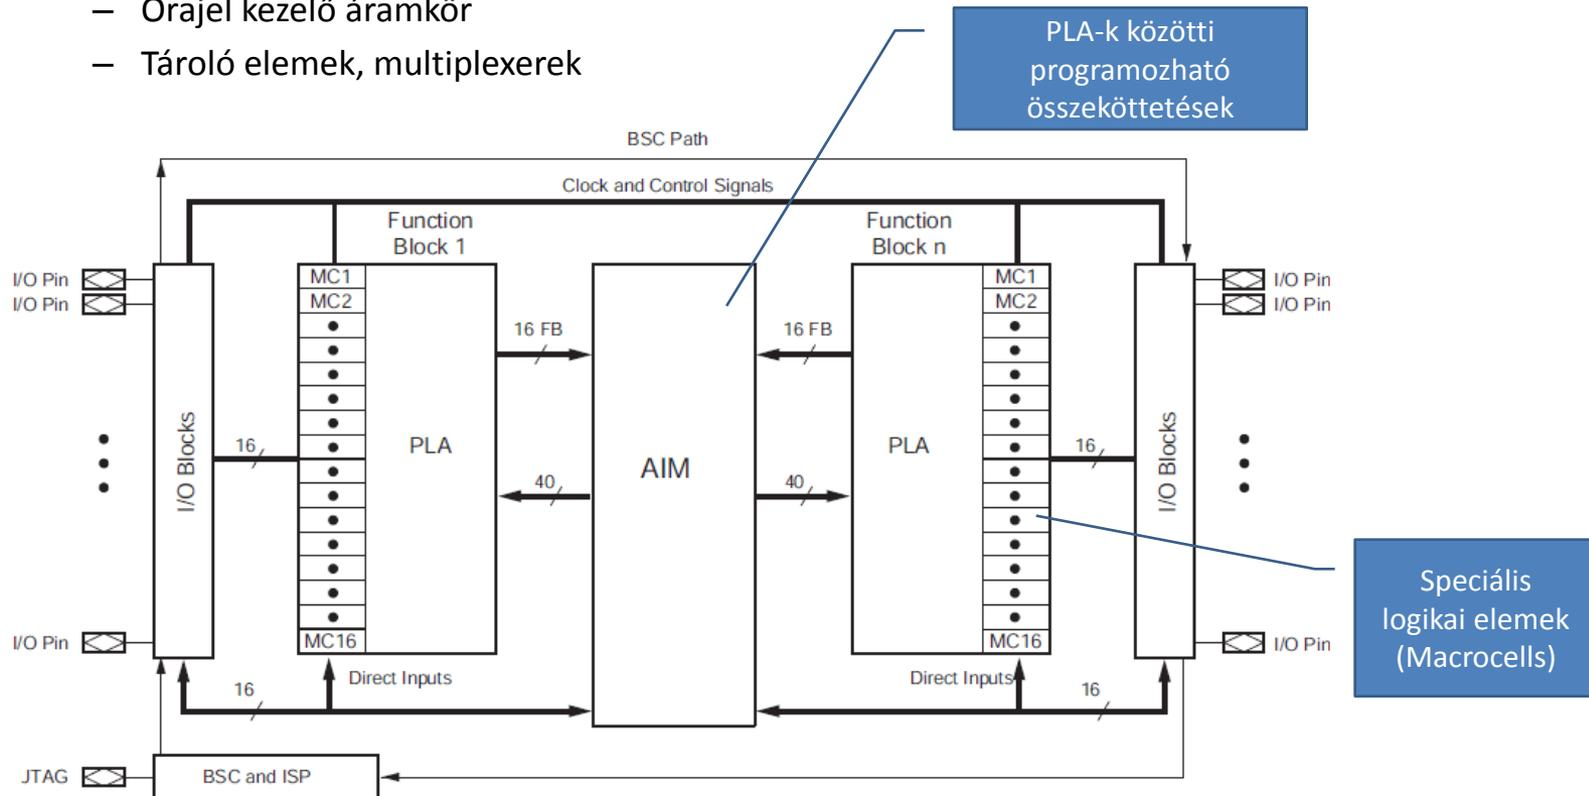 – Órajel kezelő áramkör
– Tároló elemek, multiplexerek
PLA-k közötti
programozható
összeköttetések
BSC Path
Clock and Control Signals
Function
Block 1
Function
Block n
I/O Pin
I/O Pin
MC1
MC2
MC1
MC2
I/O Pin
I/O Pin
16 FB
16 FB
I/O Blocks
16
PLA
AIM
PLA
16
I/O Blocks
40
40
I/O Pin
MC16
MC16
I/O Pin
Speciális
logikai elemek
(Macrocells)
Direct Inputs
Direct Inputs
16
16
JTAG
BSC and ISP